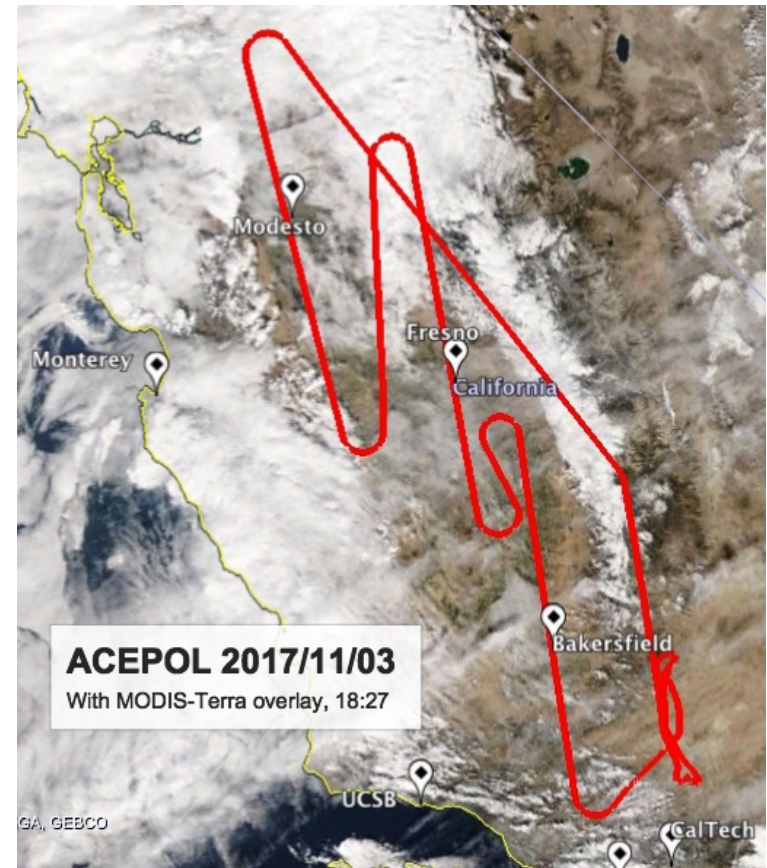 Modesto
Fresno
Monterey
California
ACEPOL 2017/11/03
With MODIS-Terra overlay, 18:27
Bakersfield
UCSB
GA, GEBCO
CalTech